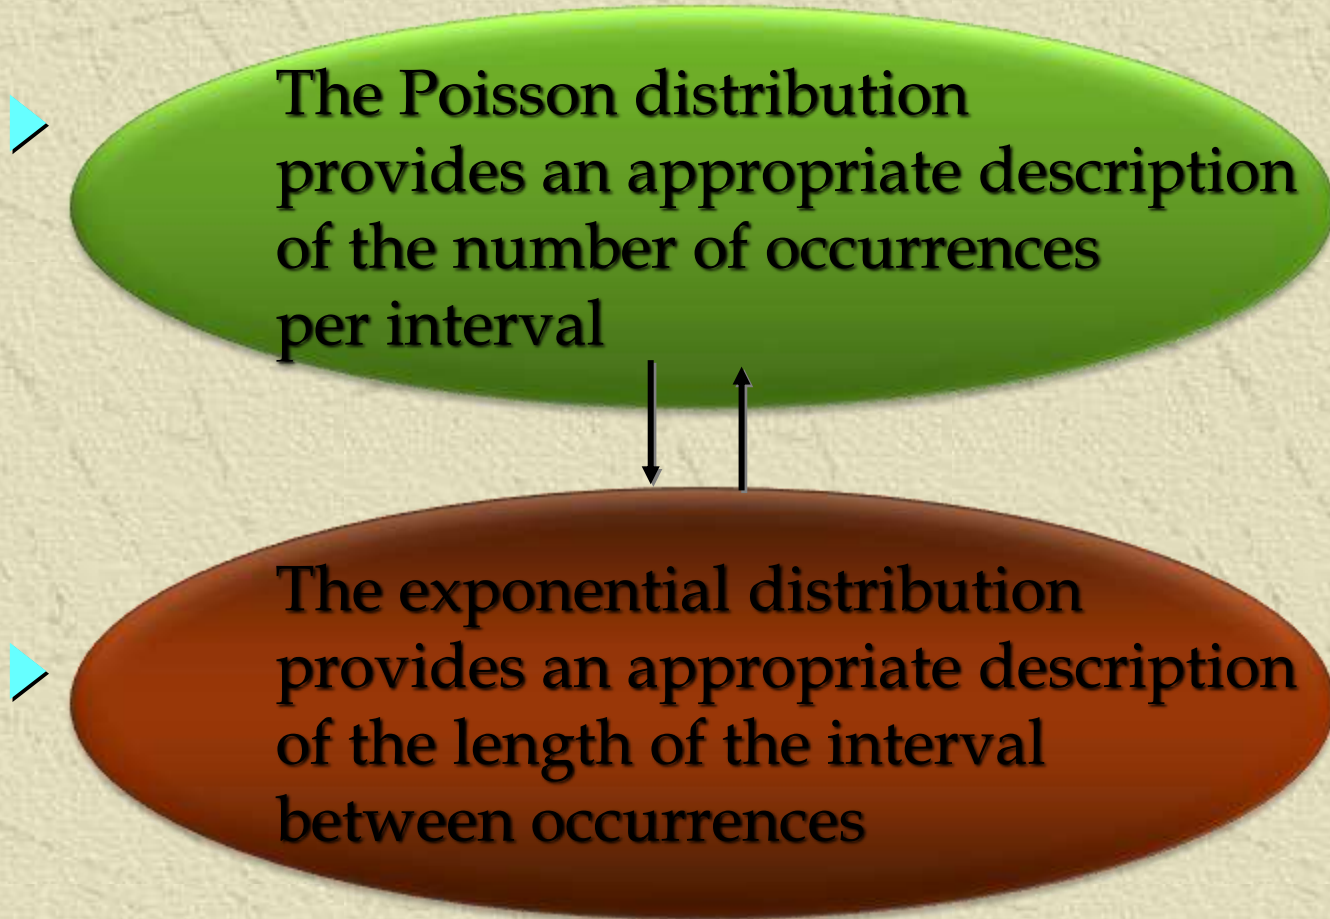 The Poisson distribution
provides an appropriate description
of the number of occurrences
per interval
The exponential distribution
provides an appropriate description
of the length of the interval
between occurrences